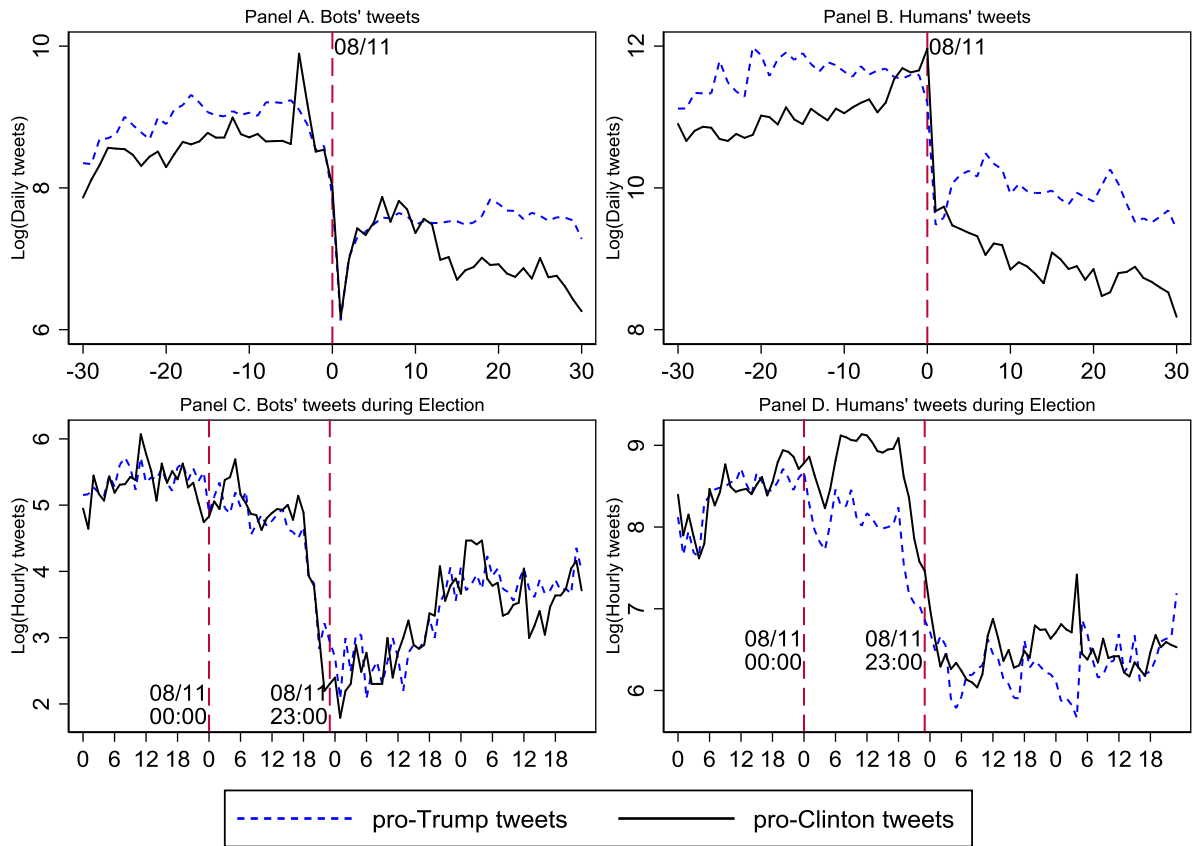 Panel A. Bots' tweets
Log(Daily tweets)
10
8
6
08/11
-30 -20 -10 0 10 20 30
Panel B. Humans' tweets
Log(Daily tweets)
12
10
8
08/11
-30 -20 -10 0 10 20 30
Panel C. Bots' tweets during Election
Log(Hourly tweets)
6
5
4
3
2
08/11
00:00
08/11
23:00
0 6 12 18 0 6 12 18 0 6 12 18 0 6 12 18
Panel D. Humans' tweets during Election
Log(Hourly tweets)
9
8
7
6
08/11
00:00
08/11
23:00
0 6 12 18 0 6 12 18 0 6 12 18 0 6 12 18
pro-Trump tweets
pro-Clinton tweets